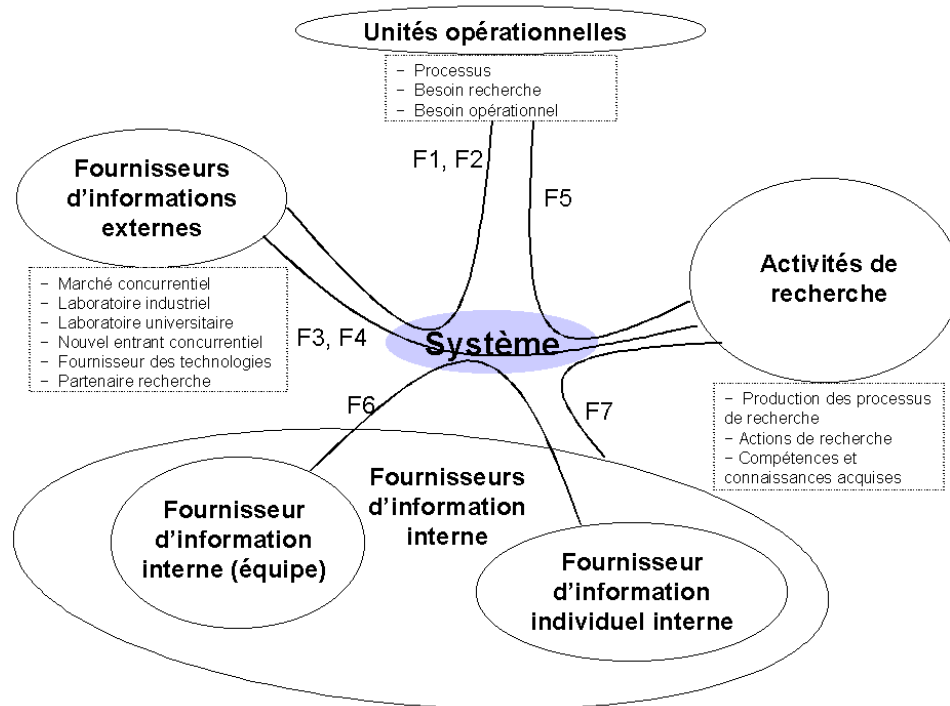 Unités opérationnelles
– Processus
– Besoin recherche
– Besoin opérationnel
F1, F2
F5
Fournisseurs
d’informations
externes
– Marché concurrentiel
– Laboratoire industriel
– Laboratoire universitaire
– Nouvel entrant concurrentiel
– Fournisseur des technologies
– Partenaire recherche
F3, F4
Système
Activités de
recherche
– Production des processus
de recherche
– Actions de recherche
– Compétences et
connaissances acquises
F6
F7
Fournisseurs
d’information
interne
Fournisseur
d’information
interne (équipe)
Fournisseur
d’information
individuel interne